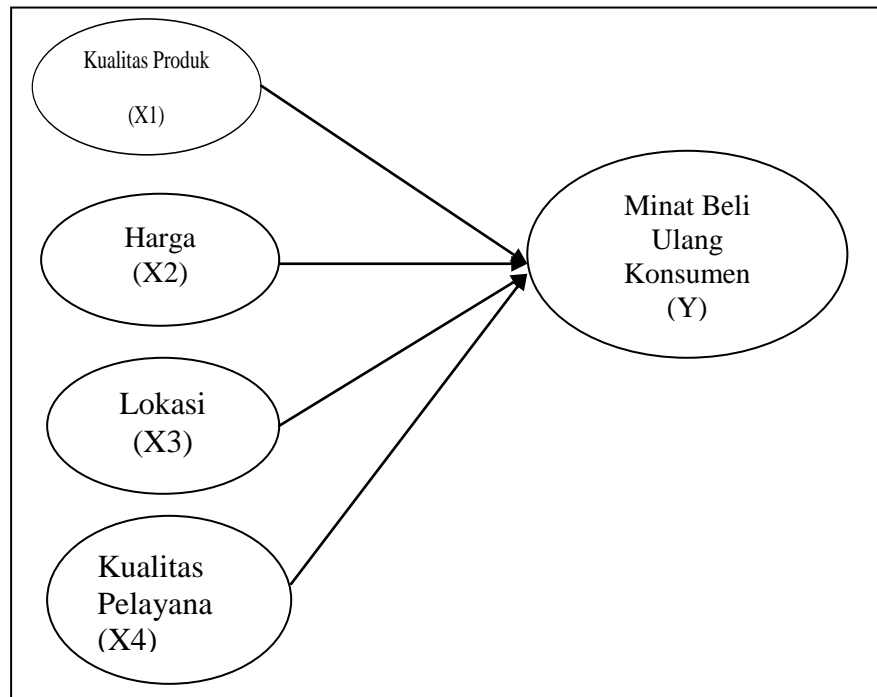 Kualitas Produk
(X1)
Harga
(X2)
Lokasi
(X3)
Kualitas
Pelayana
(X4)
Minat Beli
Ulang
Konsumen
(Y)